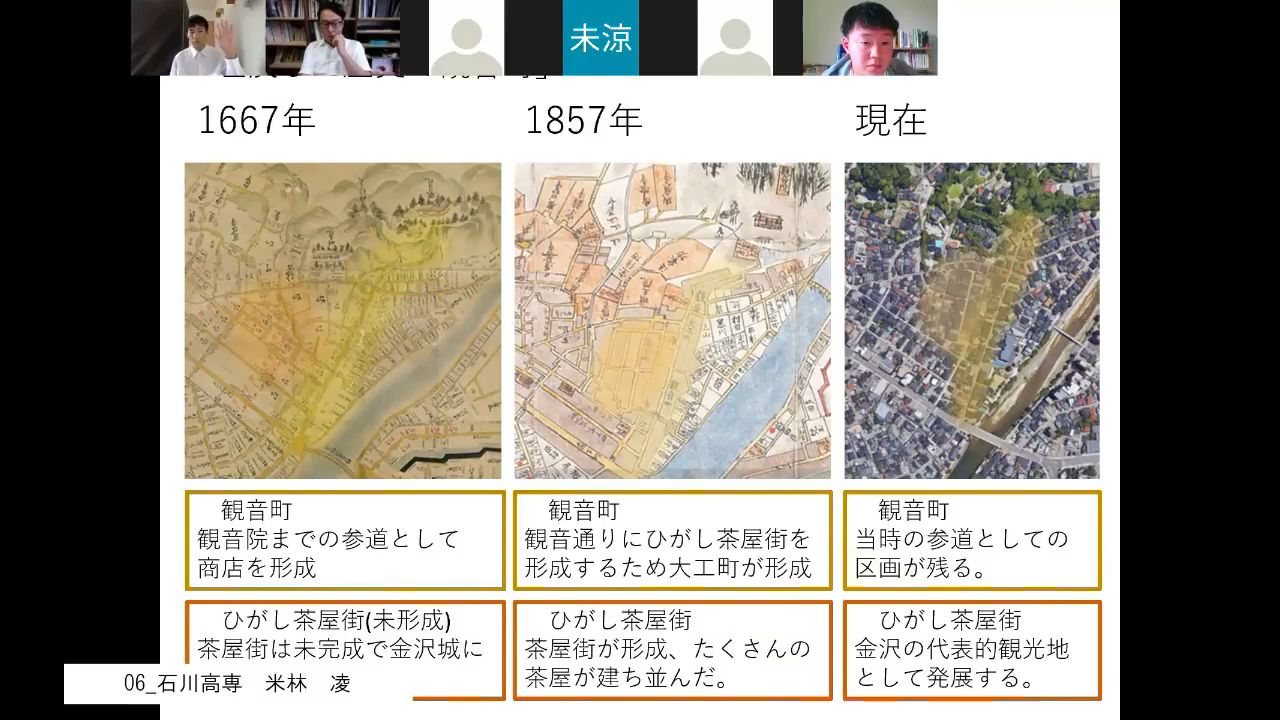 未涼
1667年
1857年
現在
観音町
観音院までの参道として
商店を形成
観音町
観音通りにひがし茶屋街を
形成するため大工町が形成
観音町
当時の参道としての
区画が残る。
ひがし茶屋街(未形成)
茶屋街は未完成で金沢城に
ひがし茶屋街
茶屋街が形成、たくさんの
茶屋が建ち並んだ。
ひがし茶屋街
金沢の代表的観光地
として発展する。
06_石川高専 米林 凌